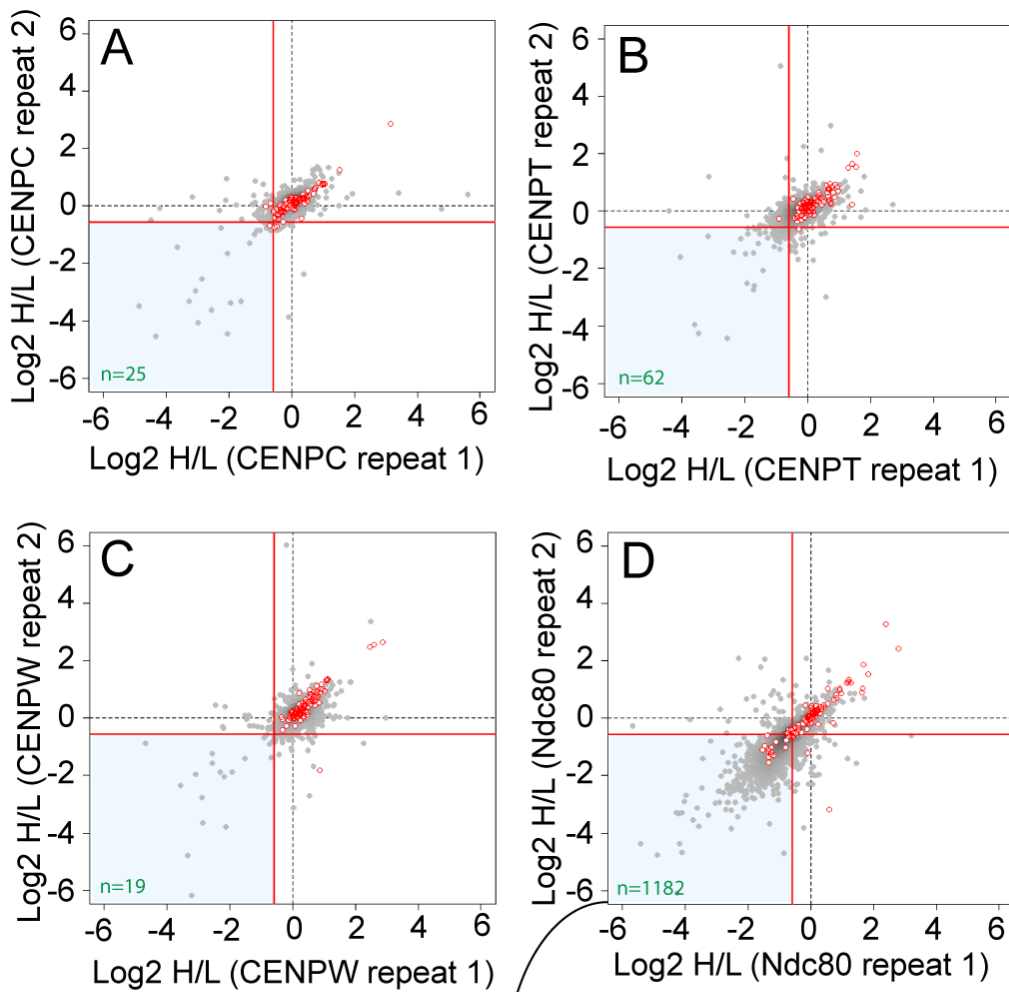 A
Log2 H/L (CENPC repeat 2)
6
4
2
0
-2
-4
-6
n=25
-6 -4 -2 0 2 4 6
Log2 H/L (CENPC repeat 1)
B
Log2 H/L (CENPT repeat 2)
6
4
2
0
-2
-4
-6
n=62
-6 -4 -2 0 2 4 6
Log2 H/L (CENPT repeat 1)
C
Log2 H/L (CENPW repeat 2)
6
4
2
0
-2
-4
-6
n=19
-6 -4 -2 0 2 4 6
Log2 H/L (CENPW repeat 1)
D
Log2 H/L (Ndc80 repeat 2)
6
4
2
0
-2
-4
-6
n=1182
-6 -4 -2 0 2 4 6
Log2 H/L (Ndc80 repeat 1)